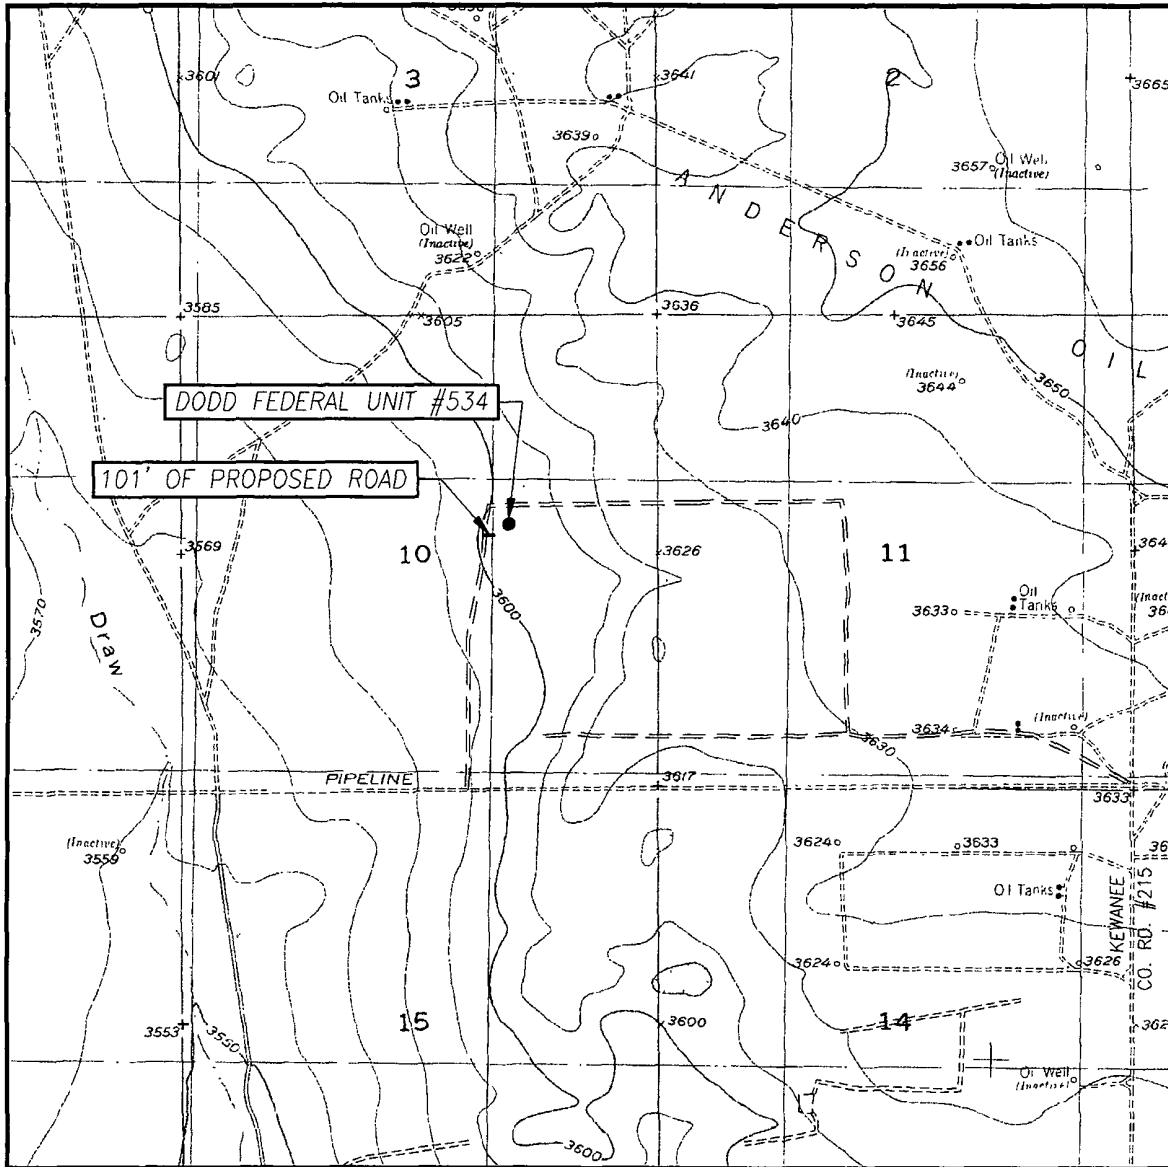 3601
3
Oil Tanks
3641
2
3665
3639
3657
Oil Well
(Inactive)
ANDERSON OIL
Oil Well
(Inactive)
3622
Oil Tanks
(Inactive)
3656
3585
3605
3636
3645
(Inactive)
3644
3650
DODD FEDERAL UNIT #534
3640
101' OF PROPOSED ROAD
3569
10
3626
11
3570
Draw
3600
3633
Oil
Tanks
3634
(Inactive)
3630
PIPELINE
3617
3633
(Inactive)
3559
3624
3633
Oil Tanks
KEWANEE
CO. RD. #215
3624
3626
3553
3550
15
3600
14
Oil Well
(Inactive)
3600